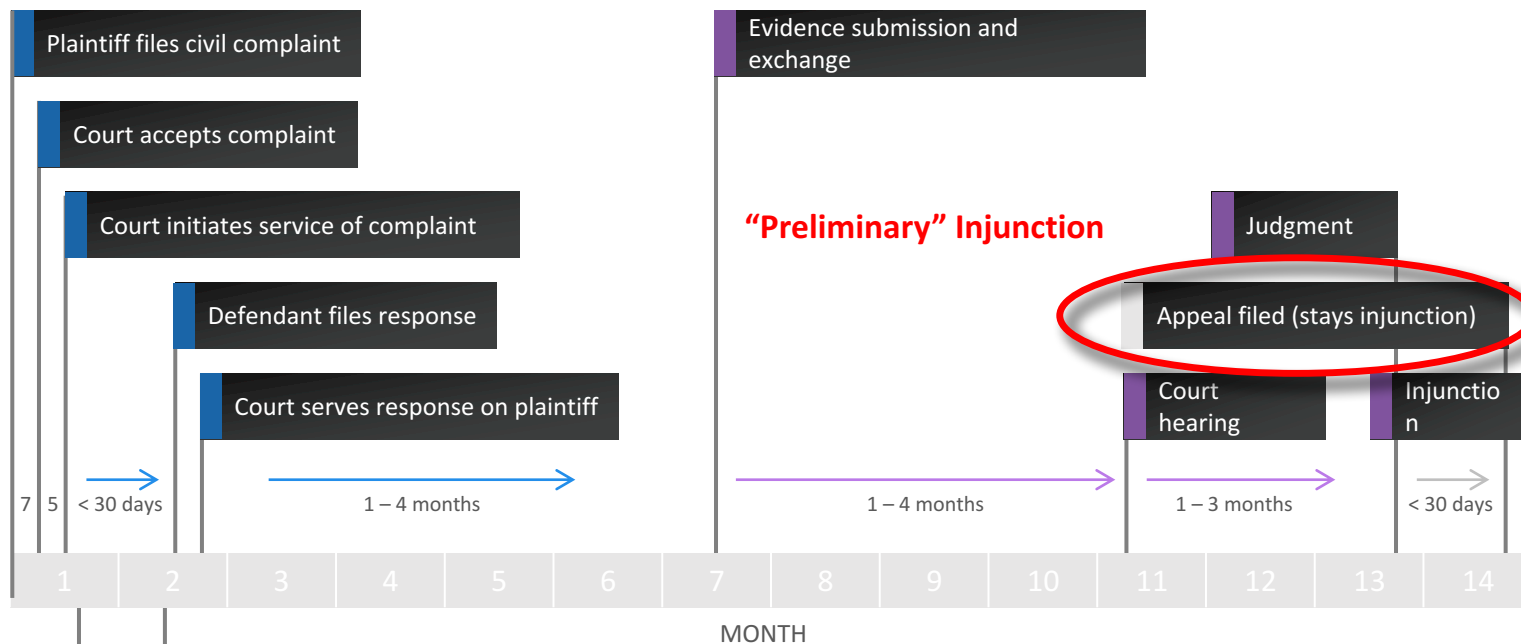 Plaintiff files civil complaint
Evidence submission and
exchange
Court accepts complaint
Court initiates service of complaint
“Preliminary” Injunction
Judgment
Defendant files response
Appeal filed (stays injunction)
Court serves response on plaintiff
Court
hearing
Injunctio
n
7
5
< 30 days
1 – 4 months
1 – 4 months
1 – 3 months
< 30 days
1
2
3
4
5
6
7
8
9
10
11
12
13
14
MONTH